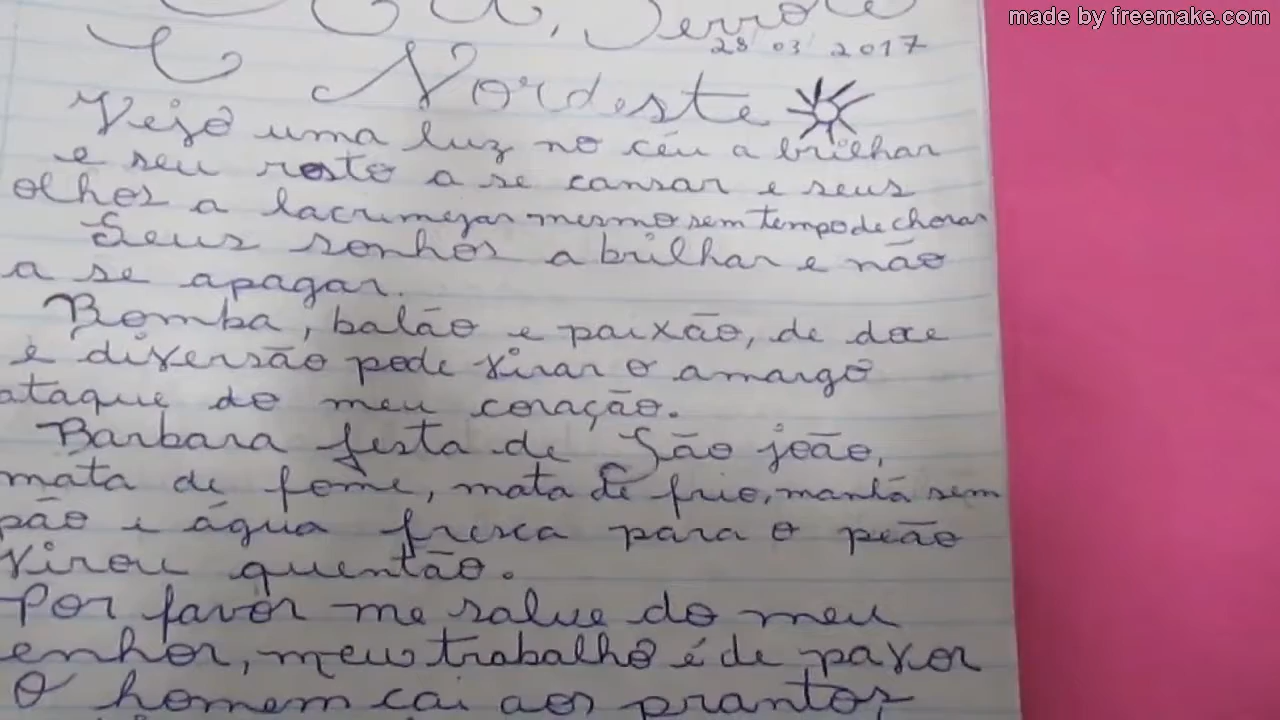 made by freemake.com
28 03 2017
Nordeste
Vejo uma luz no céu a brilhar
e seu rosto a se cansar e seus
olhos a lacrimejar mesmo sem tempo de chorar
Seus sonhos a brilhar e não
a se apagar.
Bomba, balão e paixão, de doce
e diversão pode virar o amargo
ataque do meu coração.
Barbara festa de São joão,
mata de fome, mata de frio, mantá sem
pão e água fresca para o peão
virou quentão.
Por favor me salve do meu
enhor, meu trabalho é de pavor
O homem cai aos prantos,